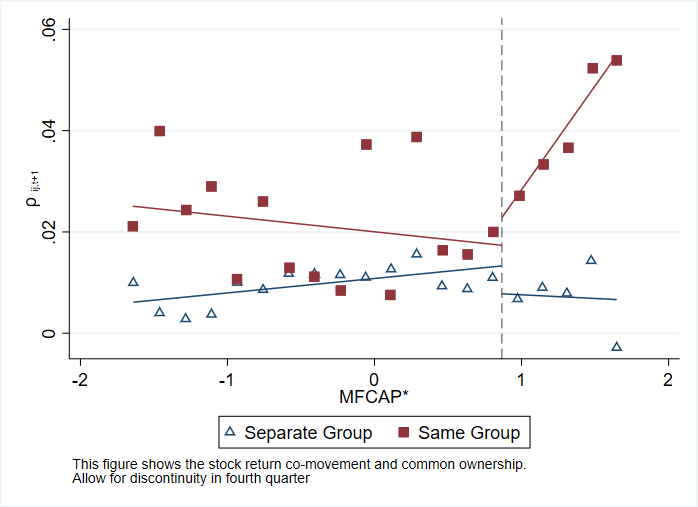 .06
.04
.02
0
ρ ij,t+1
-2 -1 0 1 2
MFCAP*
Separate Group Same Group
This figure shows the stock return co-movement and common ownership.
Allow for discontinuity in fourth quarter